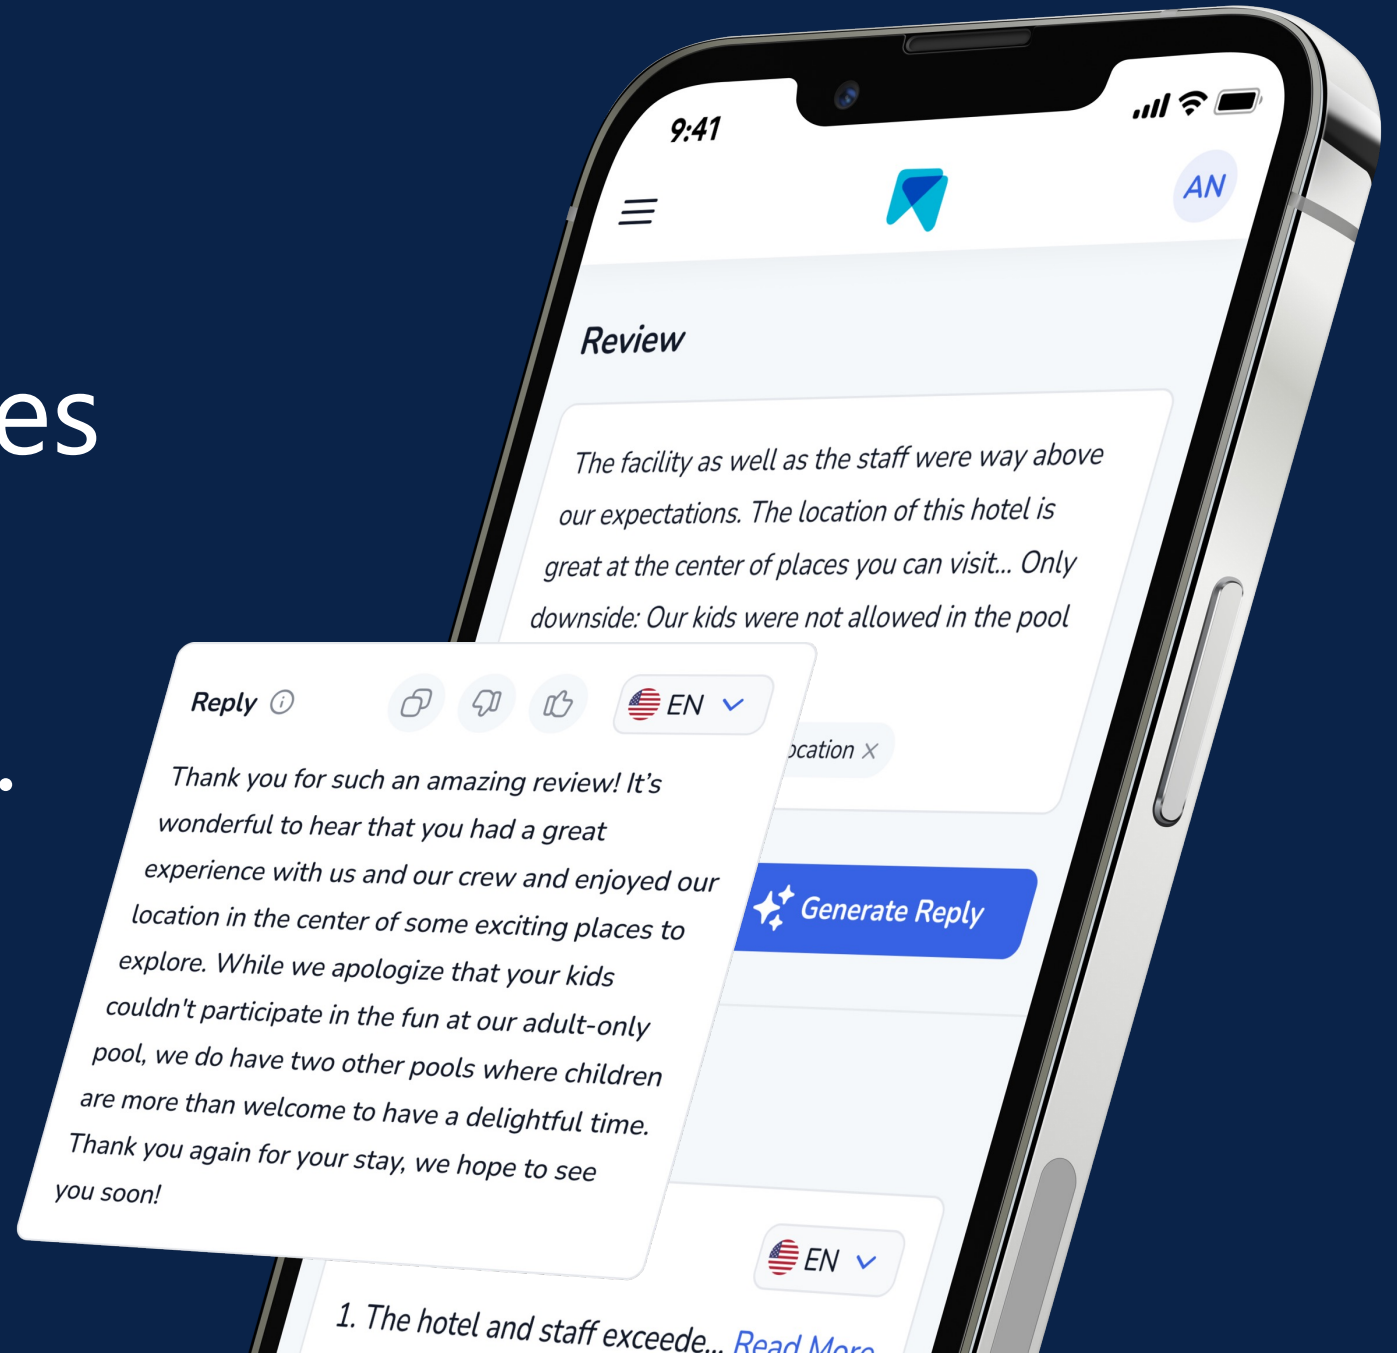 9:41
AN
Review
es
The facility as well as the staff were way above
our expectations. The location of this hotel is
great at the center of places you can visit... Only
downside: Our kids were not allowed in the pool
.
Reply
EN
Thank you for such an amazing review! It's
wonderful to hear that you had a great
experience with us and our crew and enjoyed our
location in the center of some exciting places to
explore. While we apologize that your kids
couldn't participate in the fun at our adult-only
pool, we do have two other pools where children
are more than welcome to have a delightful time.
Thank you again for your stay, we hope to see
you soon!
ocation ×
Generate Reply
EN
1. The hotel and staff exceede... Read More